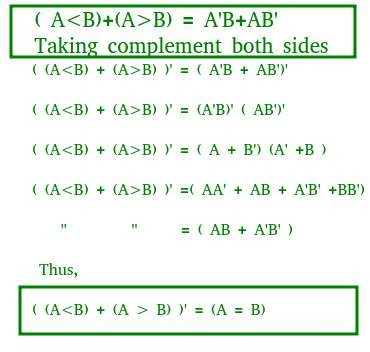 ( A<B)+(A>B) = A'B+AB'
Taking complement both sides
( (A<B) + (A>B) )' = ( A'B + AB')'
( (A<B) + (A>B) )' = (A'B)' ( AB')'
( (A<B) + (A>B) )' = ( A + B') (A' +B )
( (A<B) + (A>B) )' =( AA' + AB + A'B' +BB')
" " = ( AB + A'B' )
Thus,
( (A<B) + (A > B) )' = (A = B)